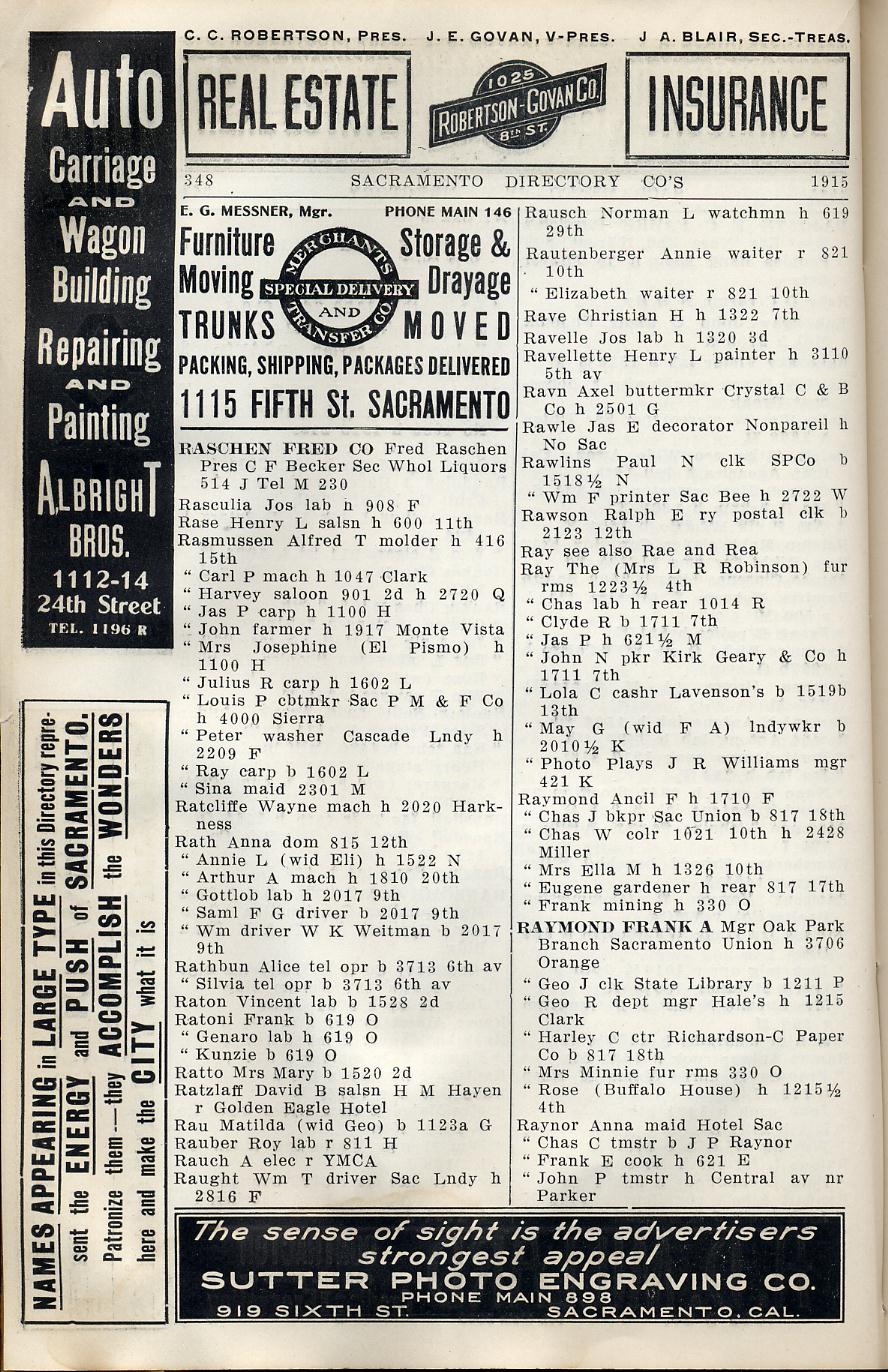 C. C. ROBERTSON, PRES. J. E. GOVAN, V-PRES. J A. BLAIR, SEC.-TREAS.
REAL ESTATE
1025
ROBERTSON-GOVAN CO.
8th ST.
INSURANCE
348 SACRAMENTO DIRECTORY CO'S 1915
Auto
Carriage
AND
Wagon
Building
Repairing
AND
Painting
ALBRIGHT
BROS.
1112-14
24th Street
TEL. 1196 R
NAMES APPEARING in LARGE TYPE in this Directory repre-
sent the ENERGY and PUSH of SACRAMENTO.
Patronize them — they ACCOMPLISH the WONDERS
here and make the CITY what it is
E. G. MESSNER, Mgr. PHONE MAIN 146
Furniture Storage &
Moving Drayage
MERCHANTS
SPECIAL DELIVERY
AND
TRANSFER CO.
TRUNKS MOVED
PACKING, SHIPPING, PACKAGES DELIVERED
1115 FIFTH St. SACRAMENTO
RASCHEN FRED CO Fred Raschen
Pres C F Becker Sec Whol Liquors
514 J Tel M 230
Rasculia Jos lab h 908 F
Rase Henry L salsn h 600 11th
Rasmussen Alfred T molder h 416
15th
“ Carl P mach h 1047 Clark
“ Harvey saloon 901 2d h 2720 Q
“ Jas P carp h 1100 H
“ John farmer h 1917 Monte Vista
“ Mrs Josephine (El Pismo) h
1100 H
“ Julius R carp h 1602 L
“ Louis P cbtmkr Sac P M & F Co
h 4000 Sierra
“ Peter washer Cascade Lndy h
2209 F
“ Ray carp b 1602 L
“ Sina maid 2301 M
Ratcliffe Wayne mach h 2020 Hark-
ness
Rath Anna dom 815 12th
“ Annie L (wid Eli) h 1522 N
“ Arthur A mach h 1810 20th
“ Gottlob lab h 2017 9th
“ Saml F G driver b 2017 9th
“ Wm driver W K Weitman b 2017
9th
Rathbun Alice tel opr b 3713 6th av
“ Silvia tel opr b 3713 6th av
Raton Vincent lab b 1528 2d
Ratoni Frank b 619 O
“ Genaro lab h 619 O
“ Kunzie b 619 O
Ratto Mrs Mary b 1520 2d
Ratzlaff David B salsn H M Hayen
r Golden Eagle Hotel
Rau Matilda (wid Geo) b 1123a G
Rauber Roy lab r 811 H
Rauch A elec r YMCA
Raught Wm T driver Sac Lndy h
2816 F
Rausch Norman L watchmn h 619
29th
Rautenberger Annie waiter r 821
10th
“ Elizabeth waiter r 821 10th
Rave Christian H h 1322 7th
Ravelle Jos lab h 1320 3d
Ravellette Henry L painter h 3110
5th av
Ravn Axel buttermkr Crystal C & B
Co h 2501 G
Rawle Jas E decorator Nonpareil h
No Sac
Rawlins Paul N clk SPCo b
1518½ N
“ Wm F printer Sac Bee h 2722 W
Rawson Ralph E ry postal clk b
2123 12th
Ray see also Rae and Rea
Ray The (Mrs L R Robinson) fur
rms 1223½ 4th
“ Chas lab h rear 1014 R
“ Clyde R b 1711 7th
“ Jas P h 621½ M
“ John N pkr Kirk Geary & Co h
1711 7th
“ Lola C cashr Lavenson's b 1519b
13th
“ May G (wid F A) lndywkr b
2010½ K
“ Photo Plays J R Williams mgr
421 K
Raymond Ancil F h 1710 F
“ Chas J bkpr Sac Union b 817 18th
“ Chas W colr 1021 10th h 2428
Miller
“ Mrs Ella M h 1326 10th
“ Eugene gardener h rear 817 17th
“ Frank mining h 330 O
RAYMOND FRANK A Mgr Oak Park
Branch Sacramento Union h 3706
Orange
“ Geo J clk State Library b 1211 P
“ Geo R dept mgr Hale's h 1215
Clark
“ Harley C ctr Richardson-C Paper
Co b 817 18th
“ Mrs Minnie fur rms 330 O
“ Rose (Buffalo House) h 1215½
4th
Raynor Anna maid Hotel Sac
“ Chas C tmstr b J P Raynor
“ Frank E cook h 621 E
“ John P tmstr h Central av nr
Parker
The sense of sight is the advertisers
strongest appeal
SUTTER PHOTO ENGRAVING CO.
PHONE MAIN 898
919 SIXTH ST. SACRAMENTO, CAL.